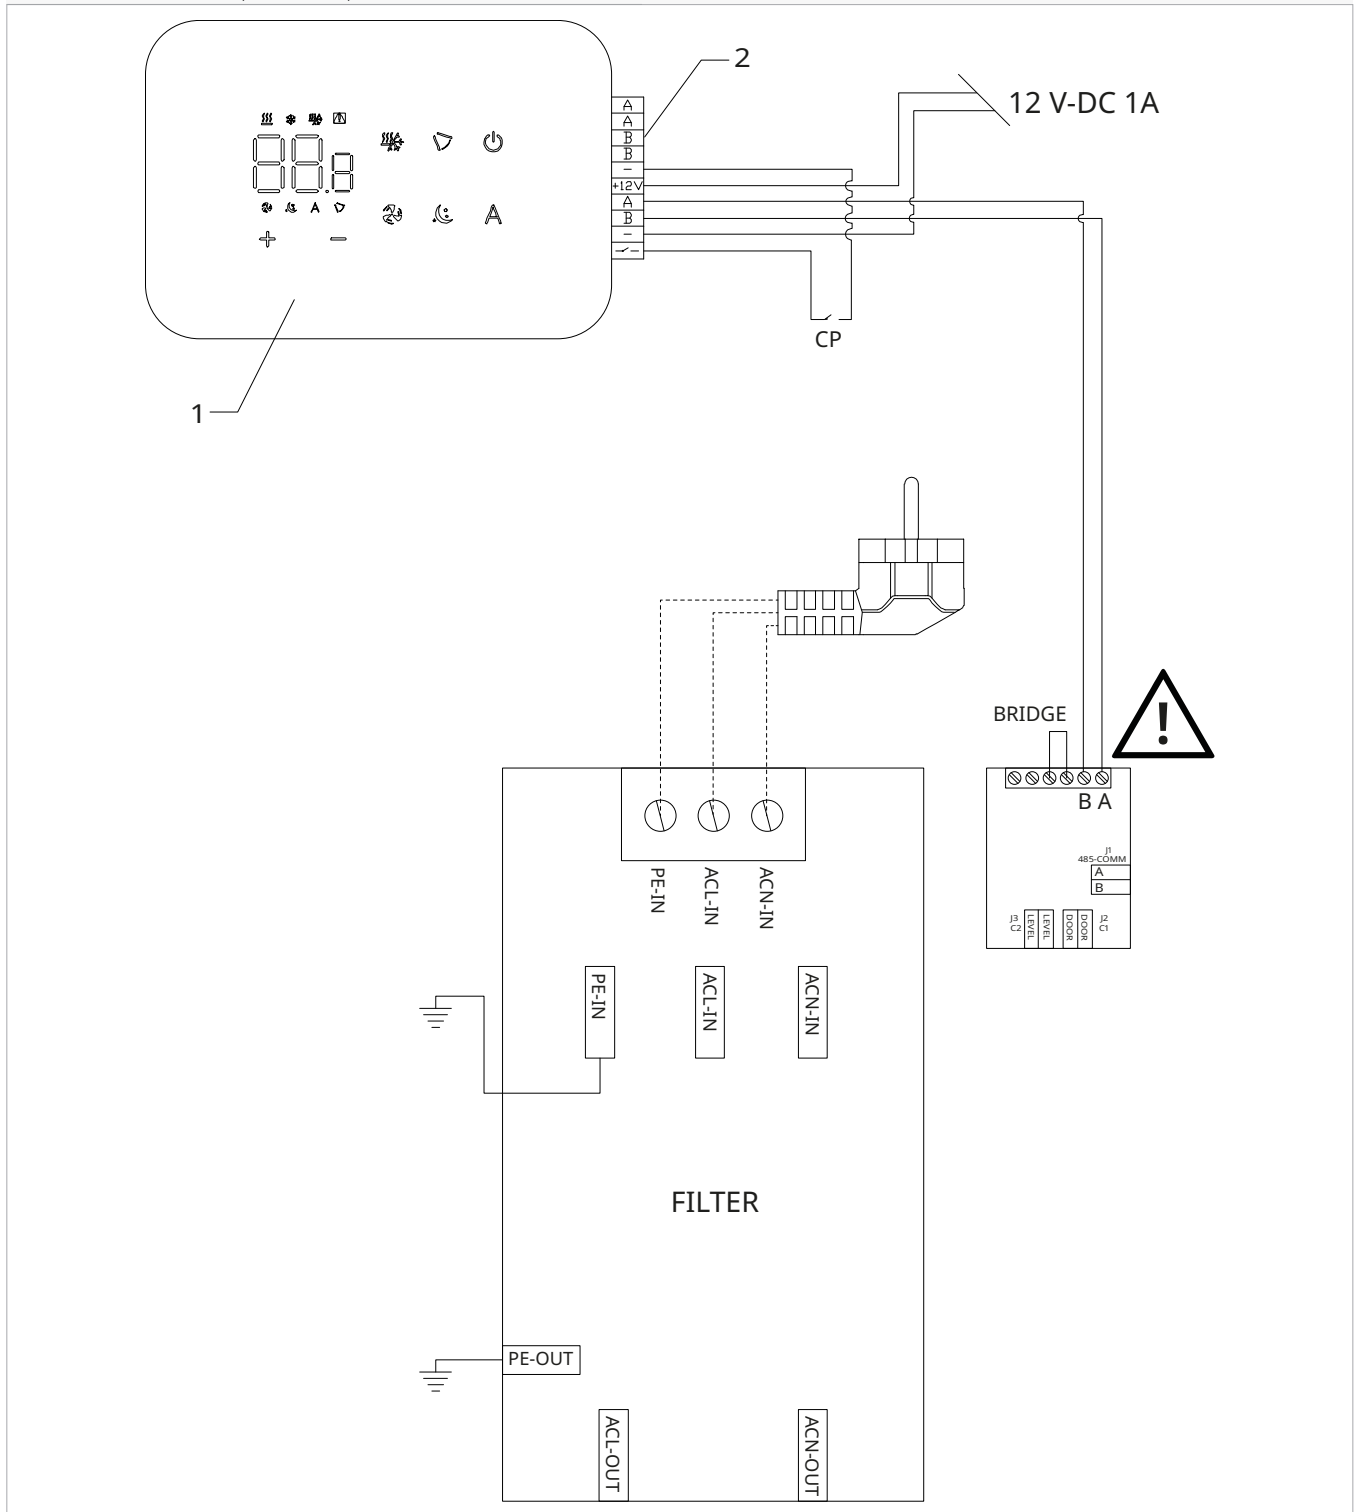 2
12 V-DC 1A
A
A
B
B
-
+12V
A
B
-
A
A
+ -
CP
1
BRIDGE
!
B A
J1
485-COMM
A
B
J3
C2
LEVEL
LEVEL
DOOR
DOOR
J2
C1
PE-IN
ACL-IN
ACN-IN
PE-IN
ACL-IN
ACN-IN
FILTER
PE-OUT
ACL-OUT
ACN-OUT